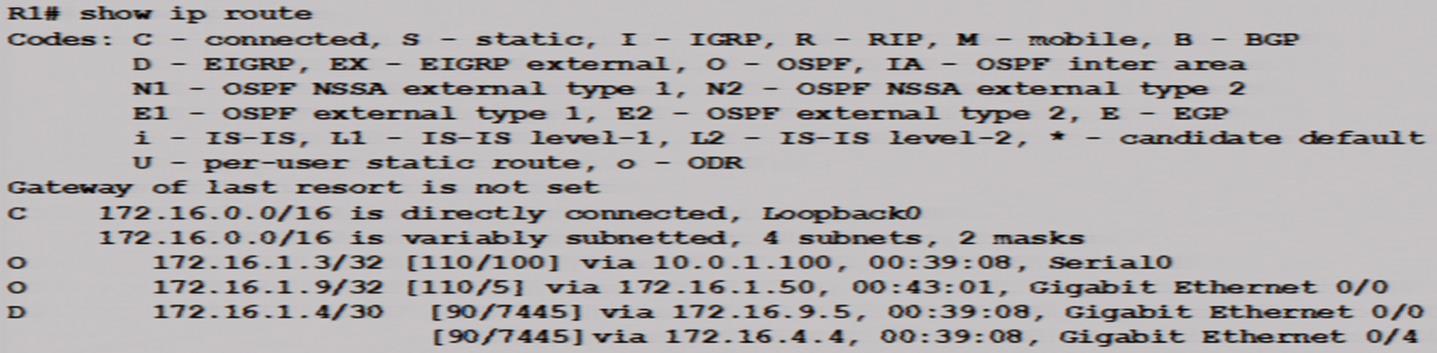 R1# show ip route
Codes: C - connected, S - static, I - IGRP, R - RIP, M - mobile, B - BGP
D - EIGRP, EX - EIGRP external, O - OSPF, IA - OSPF inter area
N1 - OSPF NSSA external type 1, N2 - OSPF NSSA external type 2
E1 - OSPF external type 1, E2 - OSPF external type 2, E - EGP
i - IS-IS, L1 - IS-IS level-1, L2 - IS-IS level-2, * - candidate default
U - per-user static route, o - ODR
Gateway of last resort is not set
C 172.16.0.0/16 is directly connected, Loopback0
172.16.0.0/16 is variably subnetted, 4 subnets, 2 masks
O 172.16.1.3/32 [110/100] via 10.0.1.100, 00:39:08, Serial0
O 172.16.1.9/32 [110/5] via 172.16.1.50, 00:43:01, Gigabit Ethernet 0/0
D 172.16.1.4/30 [90/7445] via 172.16.9.5, 00:39:08, Gigabit Ethernet 0/0
[90/7445] via 172.16.4.4, 00:39:08, Gigabit Ethernet 0/4